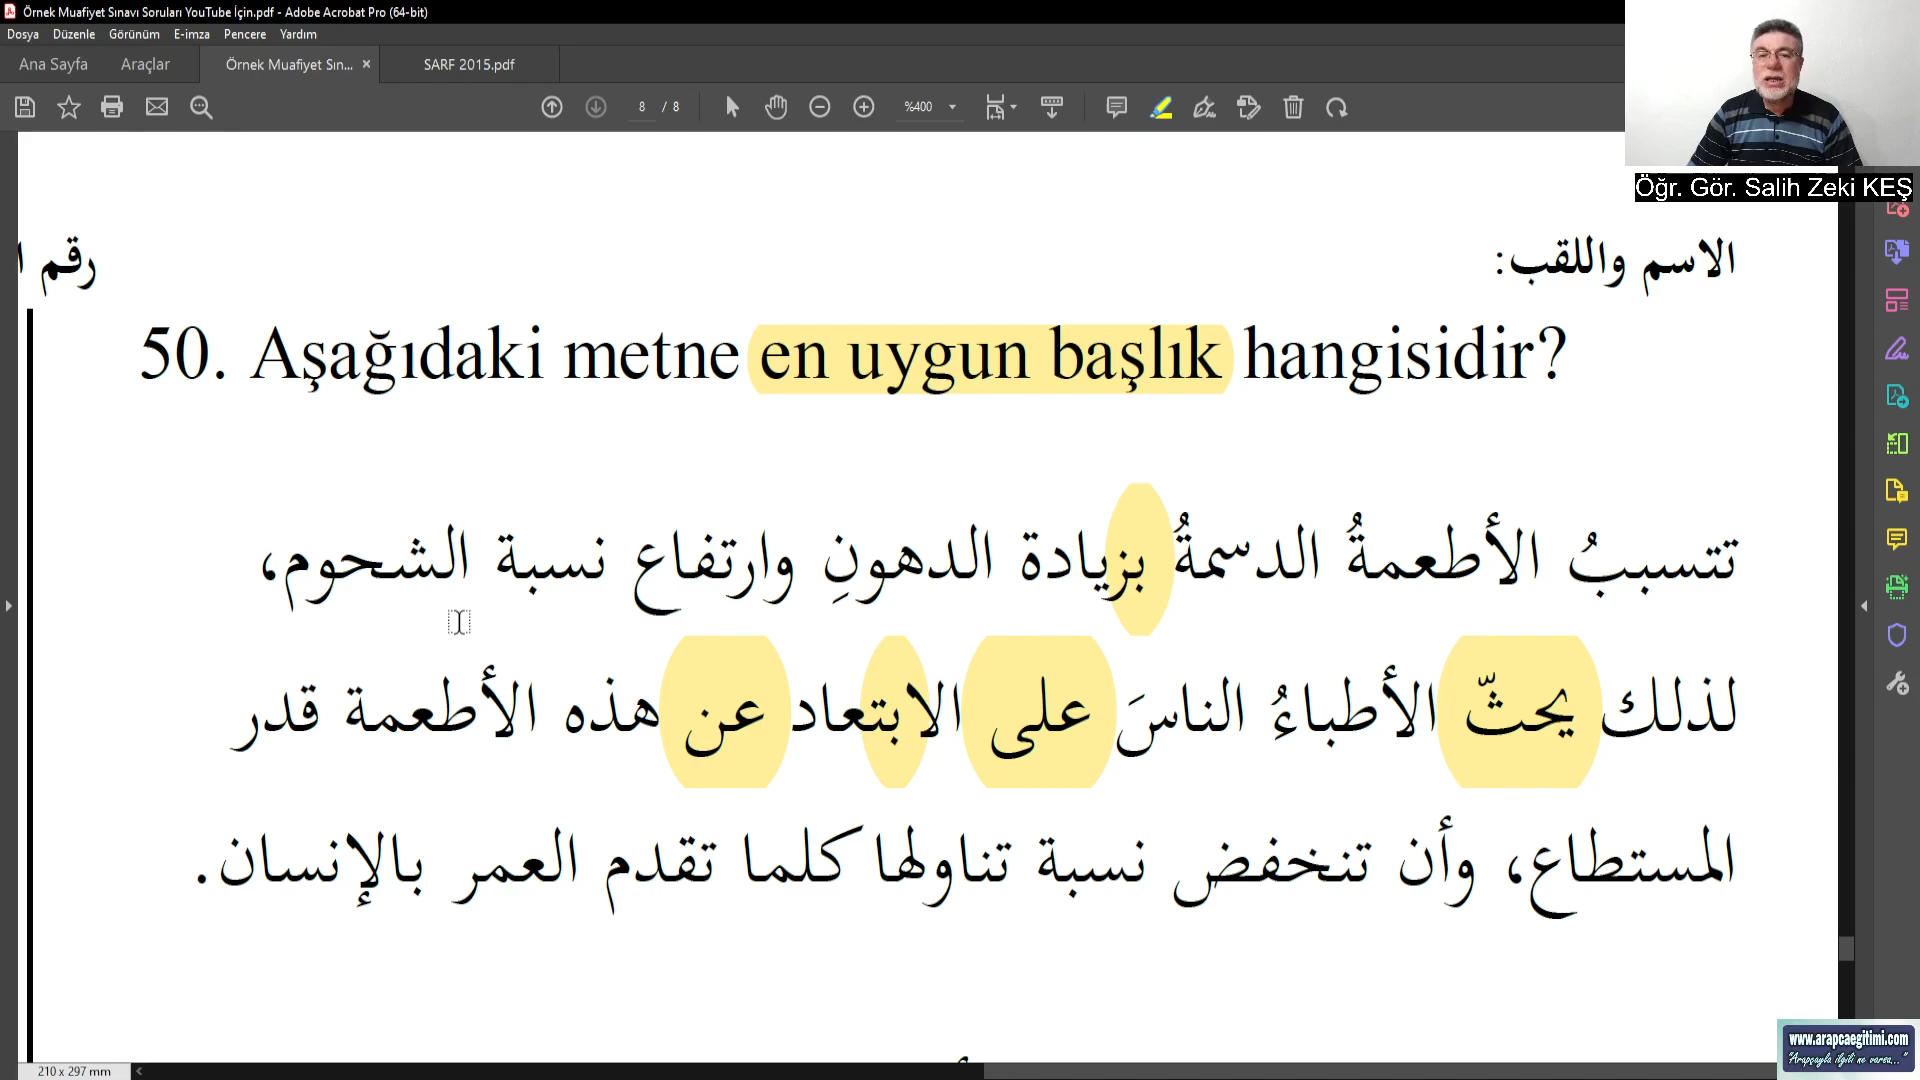 Örnek Muafiyet Sınavı Soruları YouTube İçin.pdf - Adobe Acrobat Pro (64-bit)
Dosya Düzenle Görünüm E-imza Pencere Yardım
Ana Sayfa Araçlar Örnek Muafiyet Sın... × SARF 2015.pdf
8 / 8 %400
Öğr. Gör. Salih Zeki KEŞ
الاسم واللقب:
رقم ا
50. Aşağıdaki metne en uygun başlık hangisidir?
تتسببُ الأطعمةُ الدسمةُ بزيادة الدهونِ وارتفاع نسبة الشحوم،
لذلك يحثّ الأطباءُ الناسَ على الابتعاد عن هذه الأطعمة قدر
المستطاع، وأن تنخفض نسبة تناولها كلما تقدم العمر بالإنسان.
210 x 297 mm
www.arapcaegitimi.com
"Arapçayla ilgili ne varsa..."